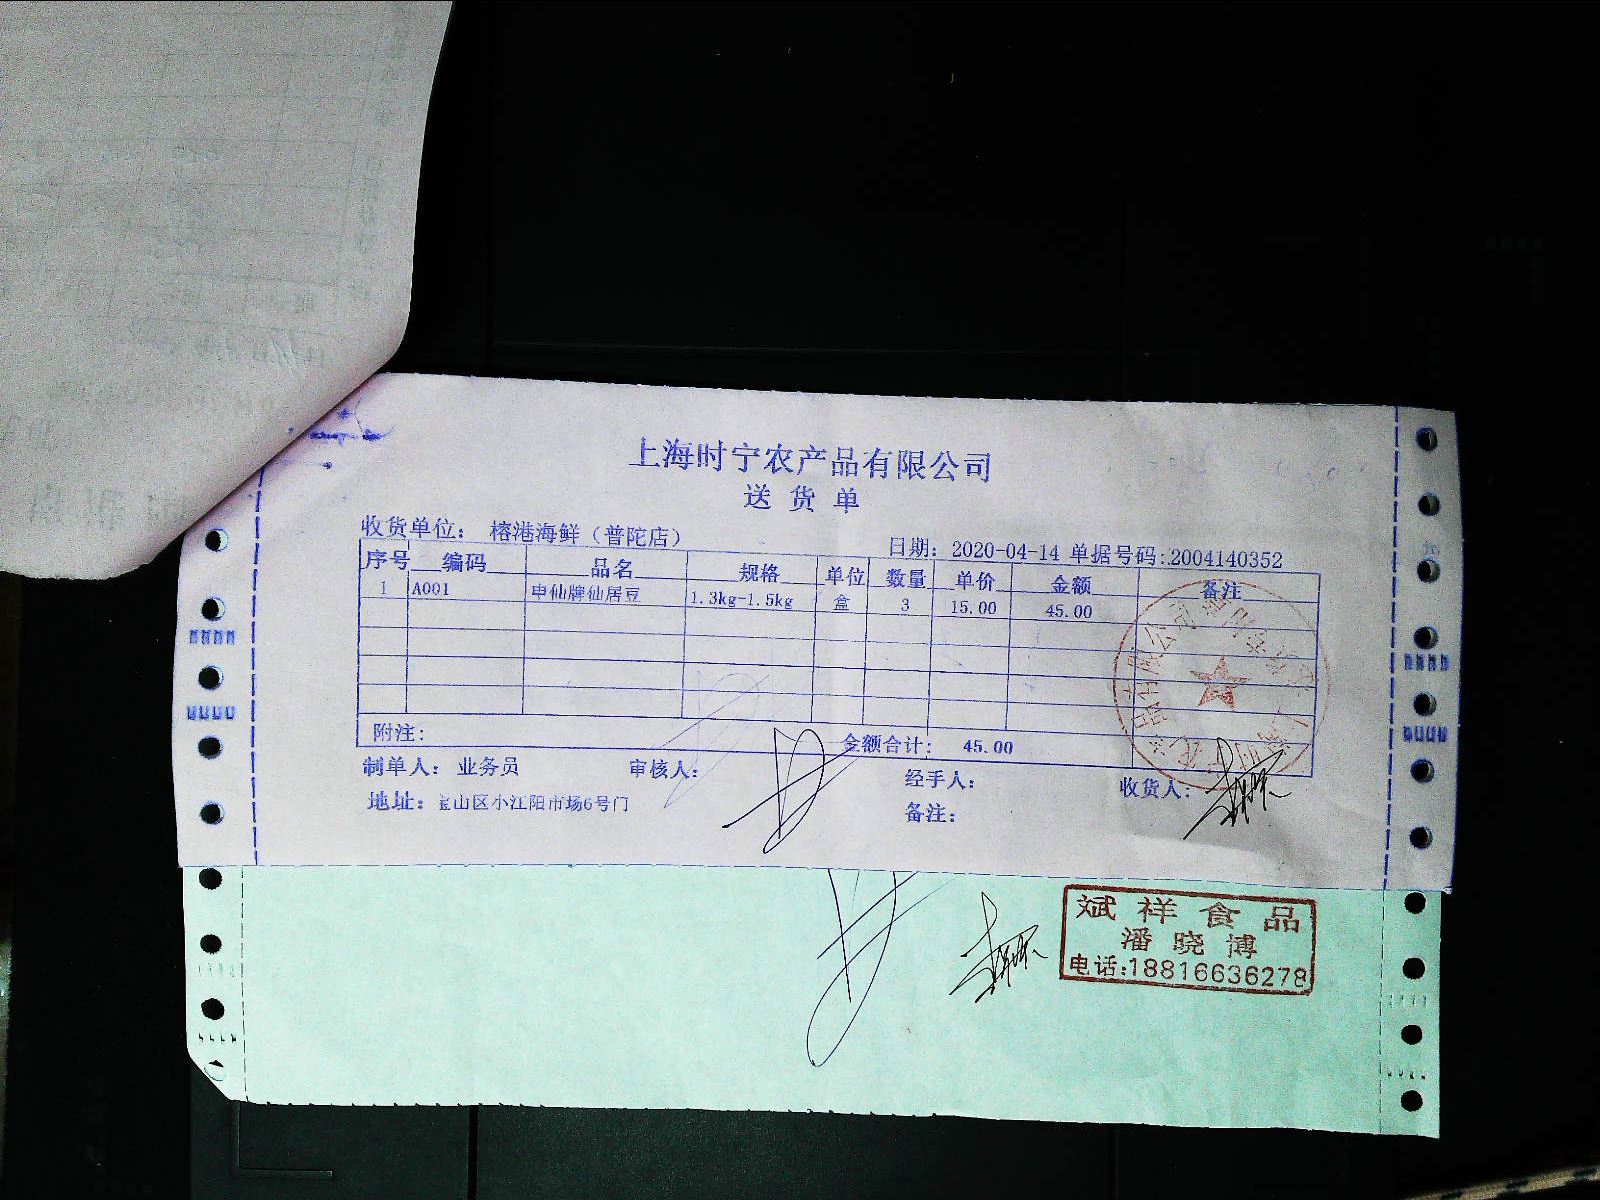 上海时宁农产品有限公司
送货单
收货单位: 榕港海鲜（普陀店）
日期: 2020-04-14 单据号码:2004140352
序号 编码 品名 规格 单位 数量 单价 金额 备注
1 A001 申仙牌仙居豆 1.3kg-1.5kg 盒 3 15.00 45.00
附注: 金额合计: 45.00
制单人: 业务员 审核人: 经手人: 收货人:
地址: 宝山区小江阳市场6号门 备注:
斌祥食品
潘晓博
电话:18816636278